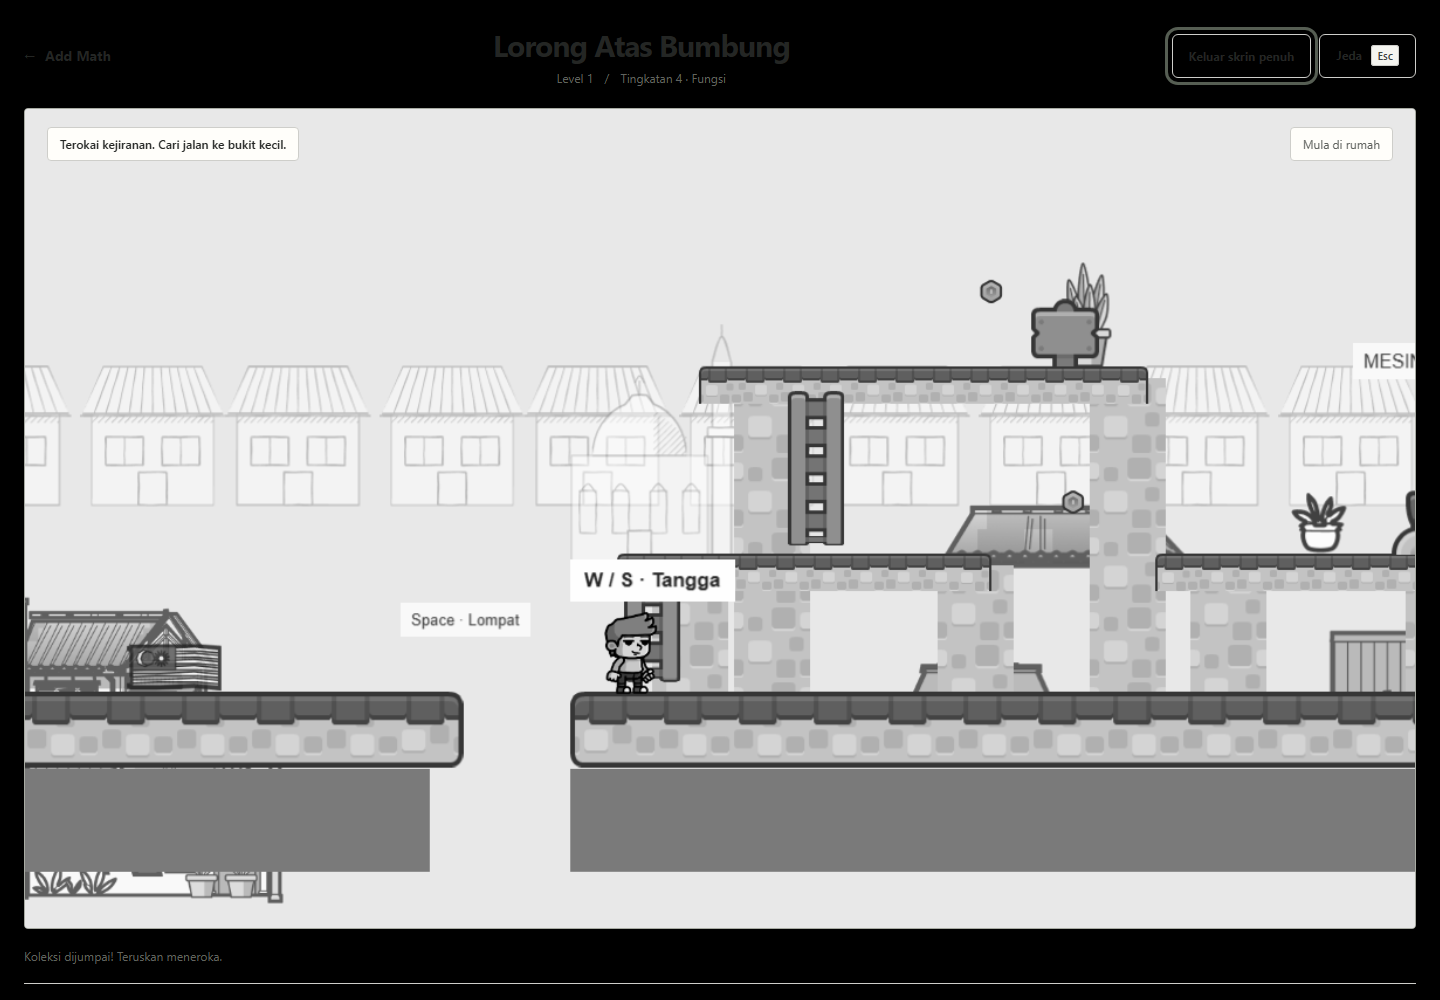 ← Add Math
Lorong Atas Bumbung
Level 1 / Tingkatan 4 · Fungsi
Keluar skrin penuh
Jeda Esc
Terokai kejiranan. Cari jalan ke bukit kecil.
Mula di rumah
W / S · Tangga
Space · Lompat
Koleksi dijumpai! Teruskan meneroka.